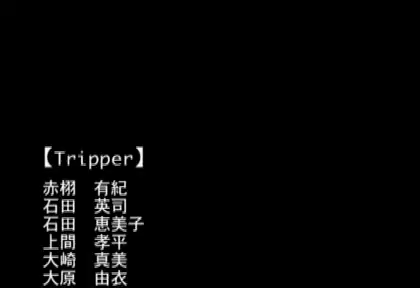 【Tripper】
赤栩　有紀
石田　英司
石田　恵美子
上間　孝平
大崎　真美
大原　由衣